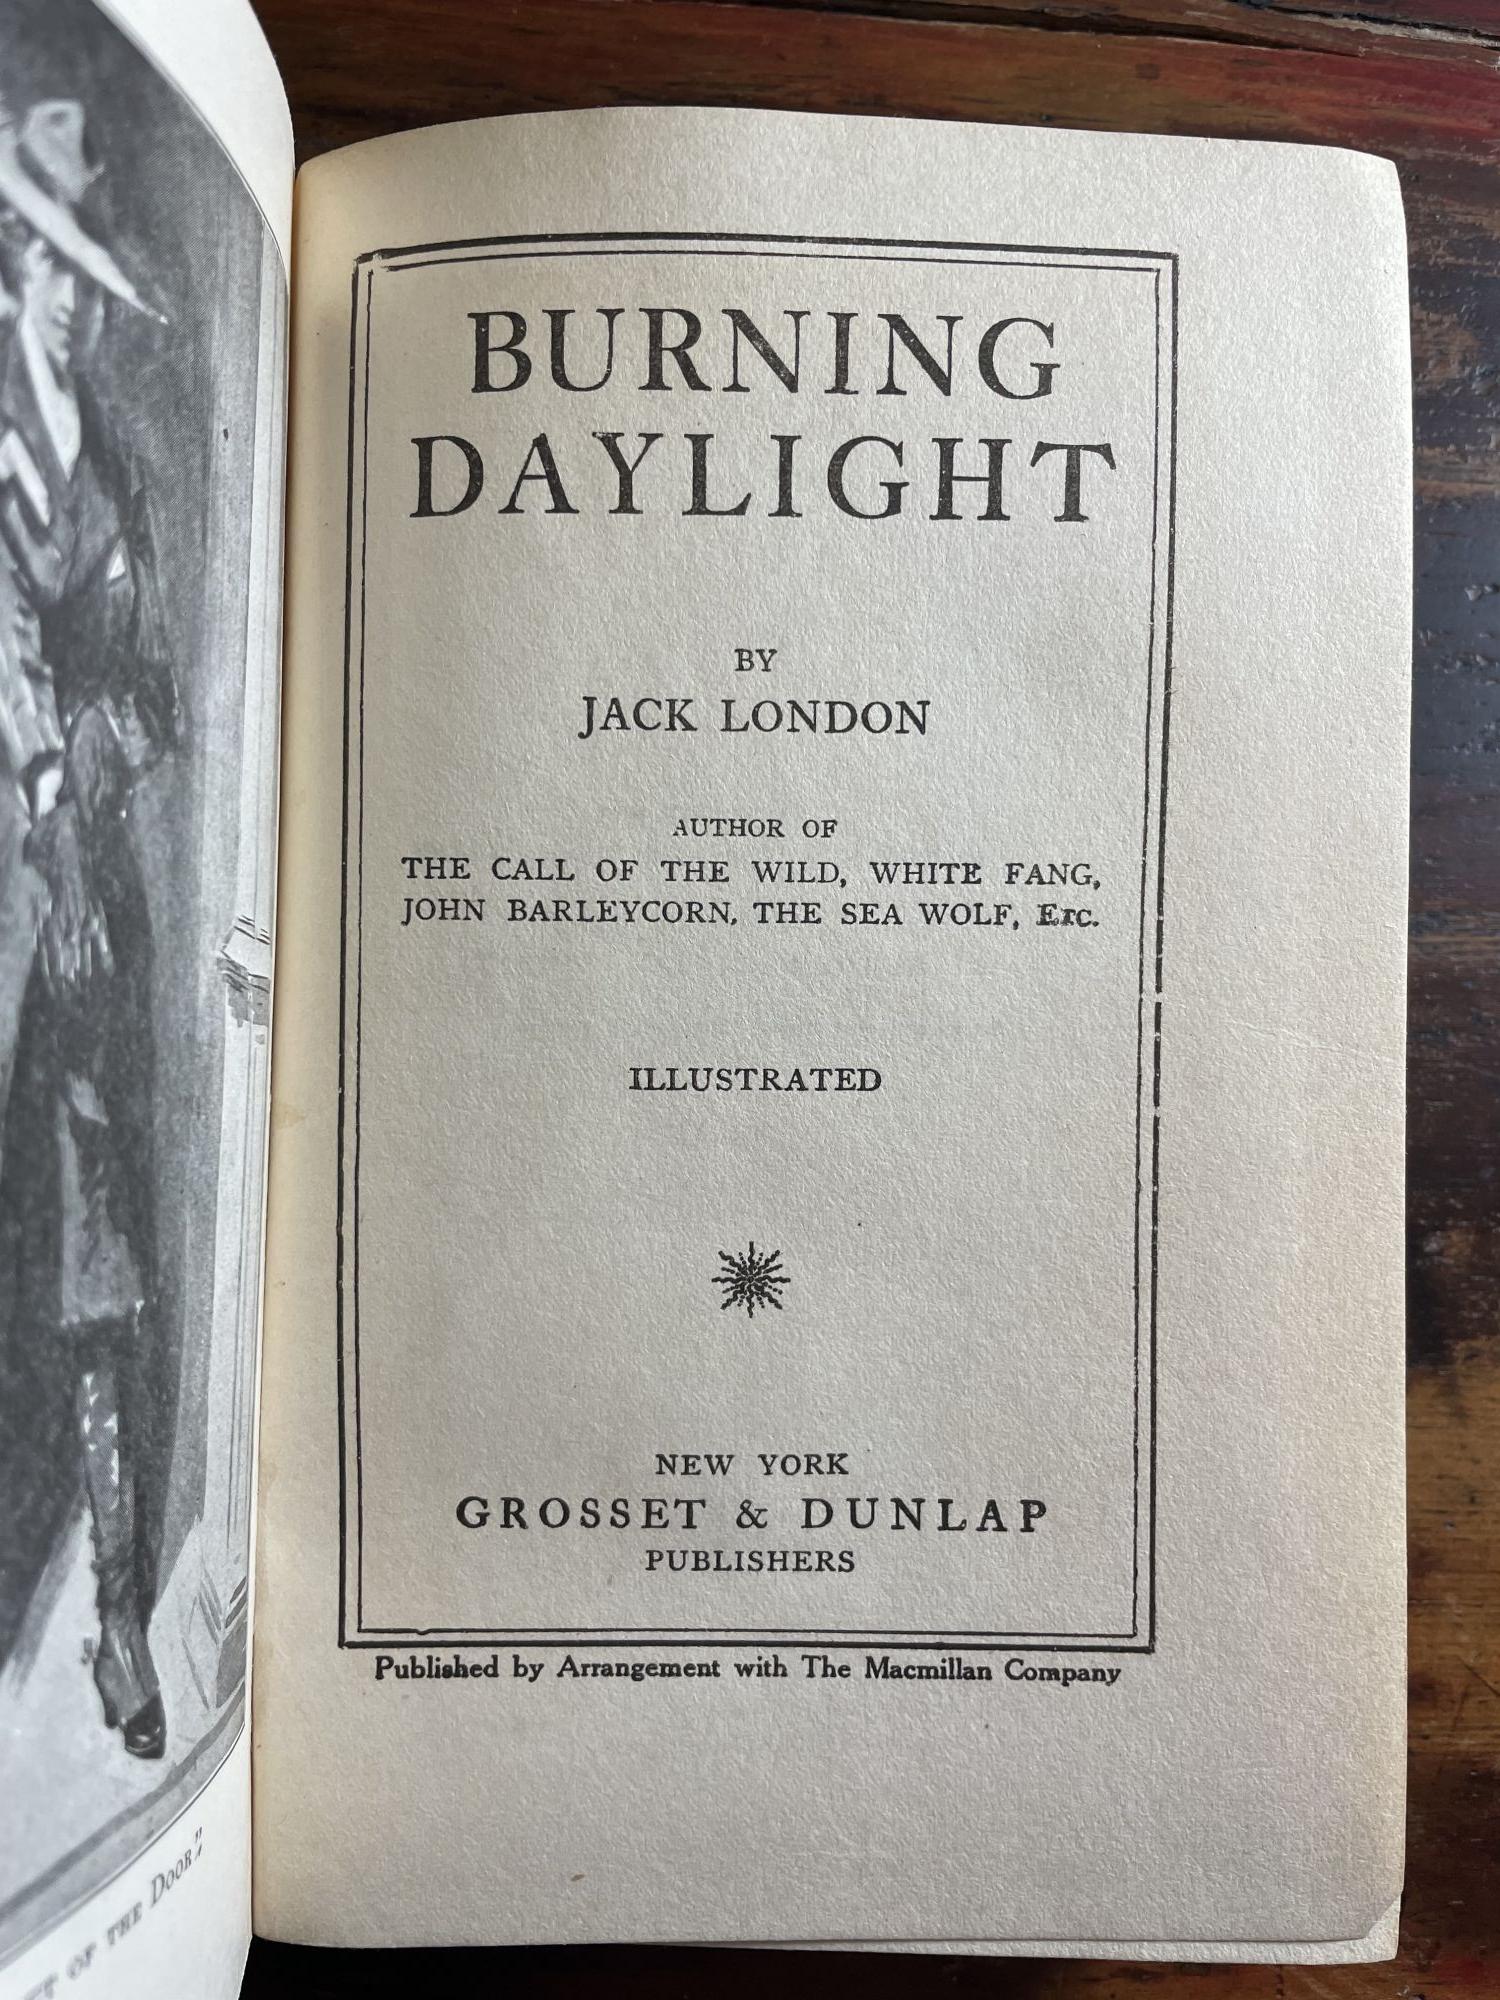 OF THE DOOR."
BURNING
DAYLIGHT
BY
JACK LONDON
AUTHOR OF
THE CALL OF THE WILD, WHITE FANG,
JOHN BARLEYCORN, THE SEA WOLF, Etc.
ILLUSTRATED
NEW YORK
GROSSET & DUNLAP
PUBLISHERS
Published by Arrangement with The Macmillan Company